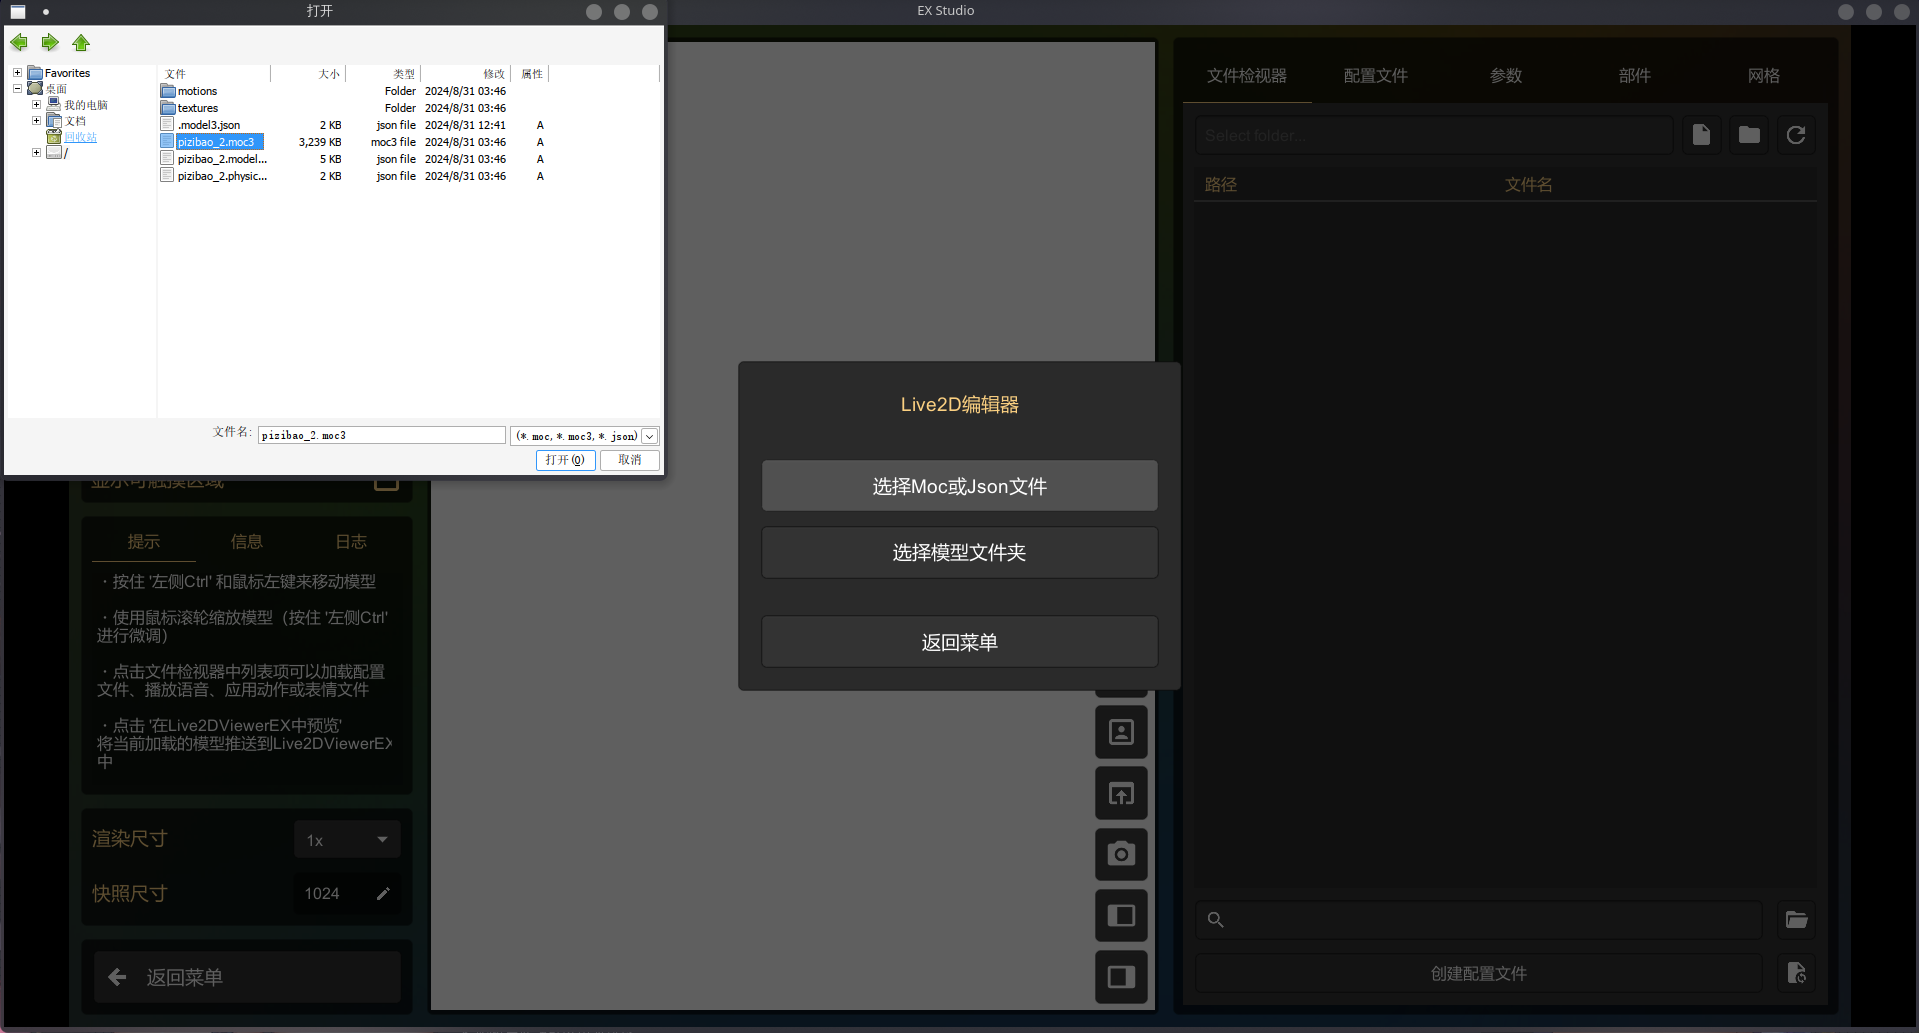 打开
EX Studio
Favorites
桌面
我的电脑
文档
回收站
/
文件 大小 类型 修改 属性
motions Folder 2024/8/31 03:46
textures Folder 2024/8/31 03:46
.model3.json 2 KB json file 2024/8/31 12:41 A
pizibao_2.moc3 3,239 KB moc3 file 2024/8/31 03:46 A
pizibao_2.model... 5 KB json file 2024/8/31 03:46 A
pizibao_2.physic... 2 KB json file 2024/8/31 03:46 A
文件名: pizibao_2.moc3 (*.moc,*.moc3,*.json)
打开(O) 取消
显示可触摸区域
提示 信息 日志
· 按住 '左侧Ctrl' 和鼠标左键来移动模型
· 使用鼠标滚轮缩放模型（按住 '左侧Ctrl'
进行微调）
· 点击文件检视器中列表项可以加载配置
文件、播放语音、应用动作或表情文件
· 点击 '在Live2DViewerEX中预览'
将当前加载的模型推送到Live2DViewerEX
中
渲染尺寸 1x
快照尺寸 1024
返回菜单
Live2D编辑器
选择Moc或Json文件
选择模型文件夹
返回菜单
文件检视器 配置文件 参数 部件 网格
Select folder...
路径 文件名
创建配置文件